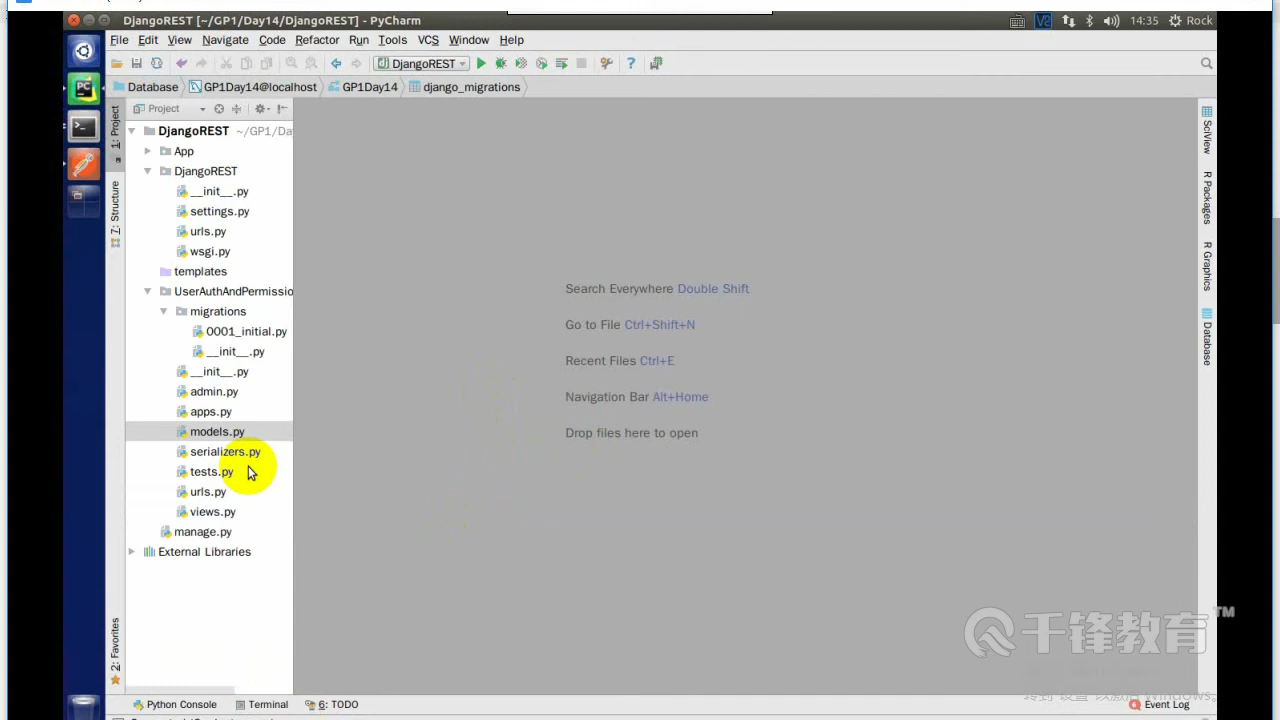 DjangoREST [~/GP1/Day14/DjangoREST] - PyCharm
14:35 Rock
File Edit View Navigate Code Refactor Run Tools VCS Window Help
DjangoREST
Database GP1Day14@localhost GP1Day14 django_migrations
Project
1: Project
7: Structure
2: Favorites
DjangoREST ~/GP1/Da
App
DjangoREST
__init__.py
settings.py
urls.py
wsgi.py
templates
UserAuthAndPermissio
migrations
0001_initial.py
__init__.py
__init__.py
admin.py
apps.py
models.py
serializers.py
tests.py
urls.py
views.py
manage.py
External Libraries
Search Everywhere Double Shift
Go to File Ctrl+Shift+N
Recent Files Ctrl+E
Navigation Bar Alt+Home
Drop files here to open
SciView
R Packages
R Graphics
Database
千锋教育™
Python Console Terminal 6: TODO Event Log